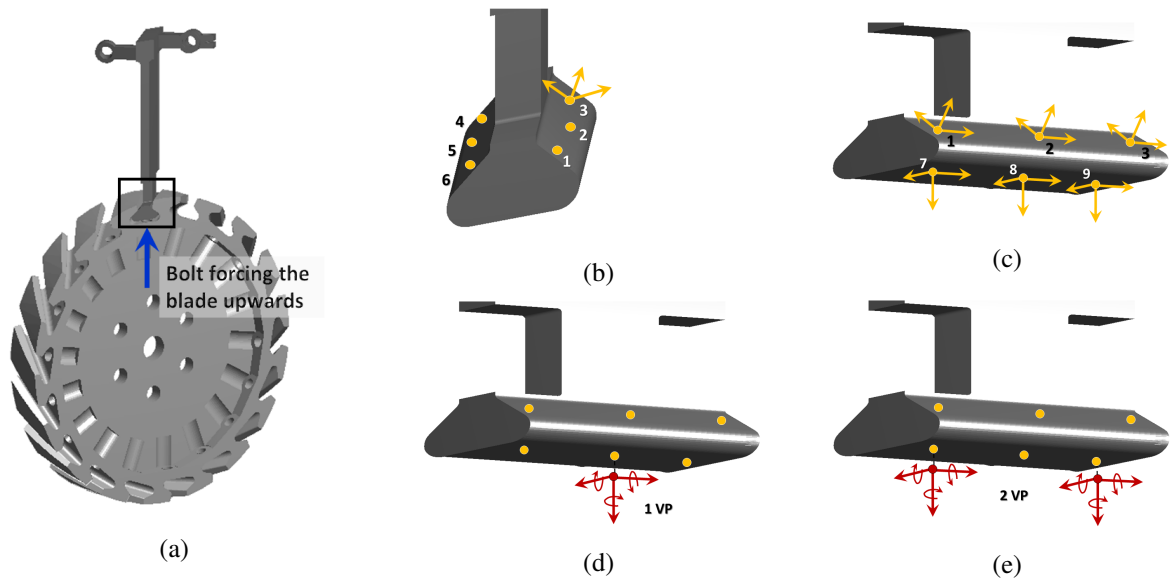 Bolt forcing the
blade upwards
(a)
4
5
6
3
2
1
(b)
1
2
3
7
8
9
(c)
1 VP
(d)
2 VP
(e)